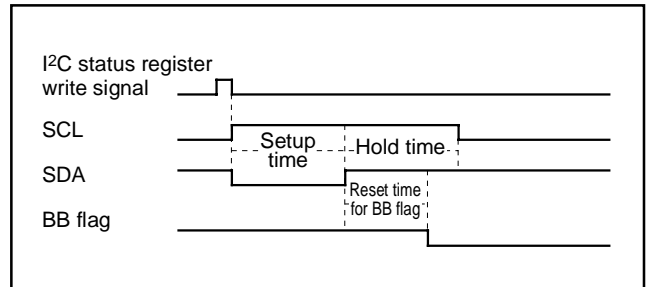 I2C status register
write signal
SCL
Setup
time
Hold time
SDA
Reset time
for BB flag
BB flag